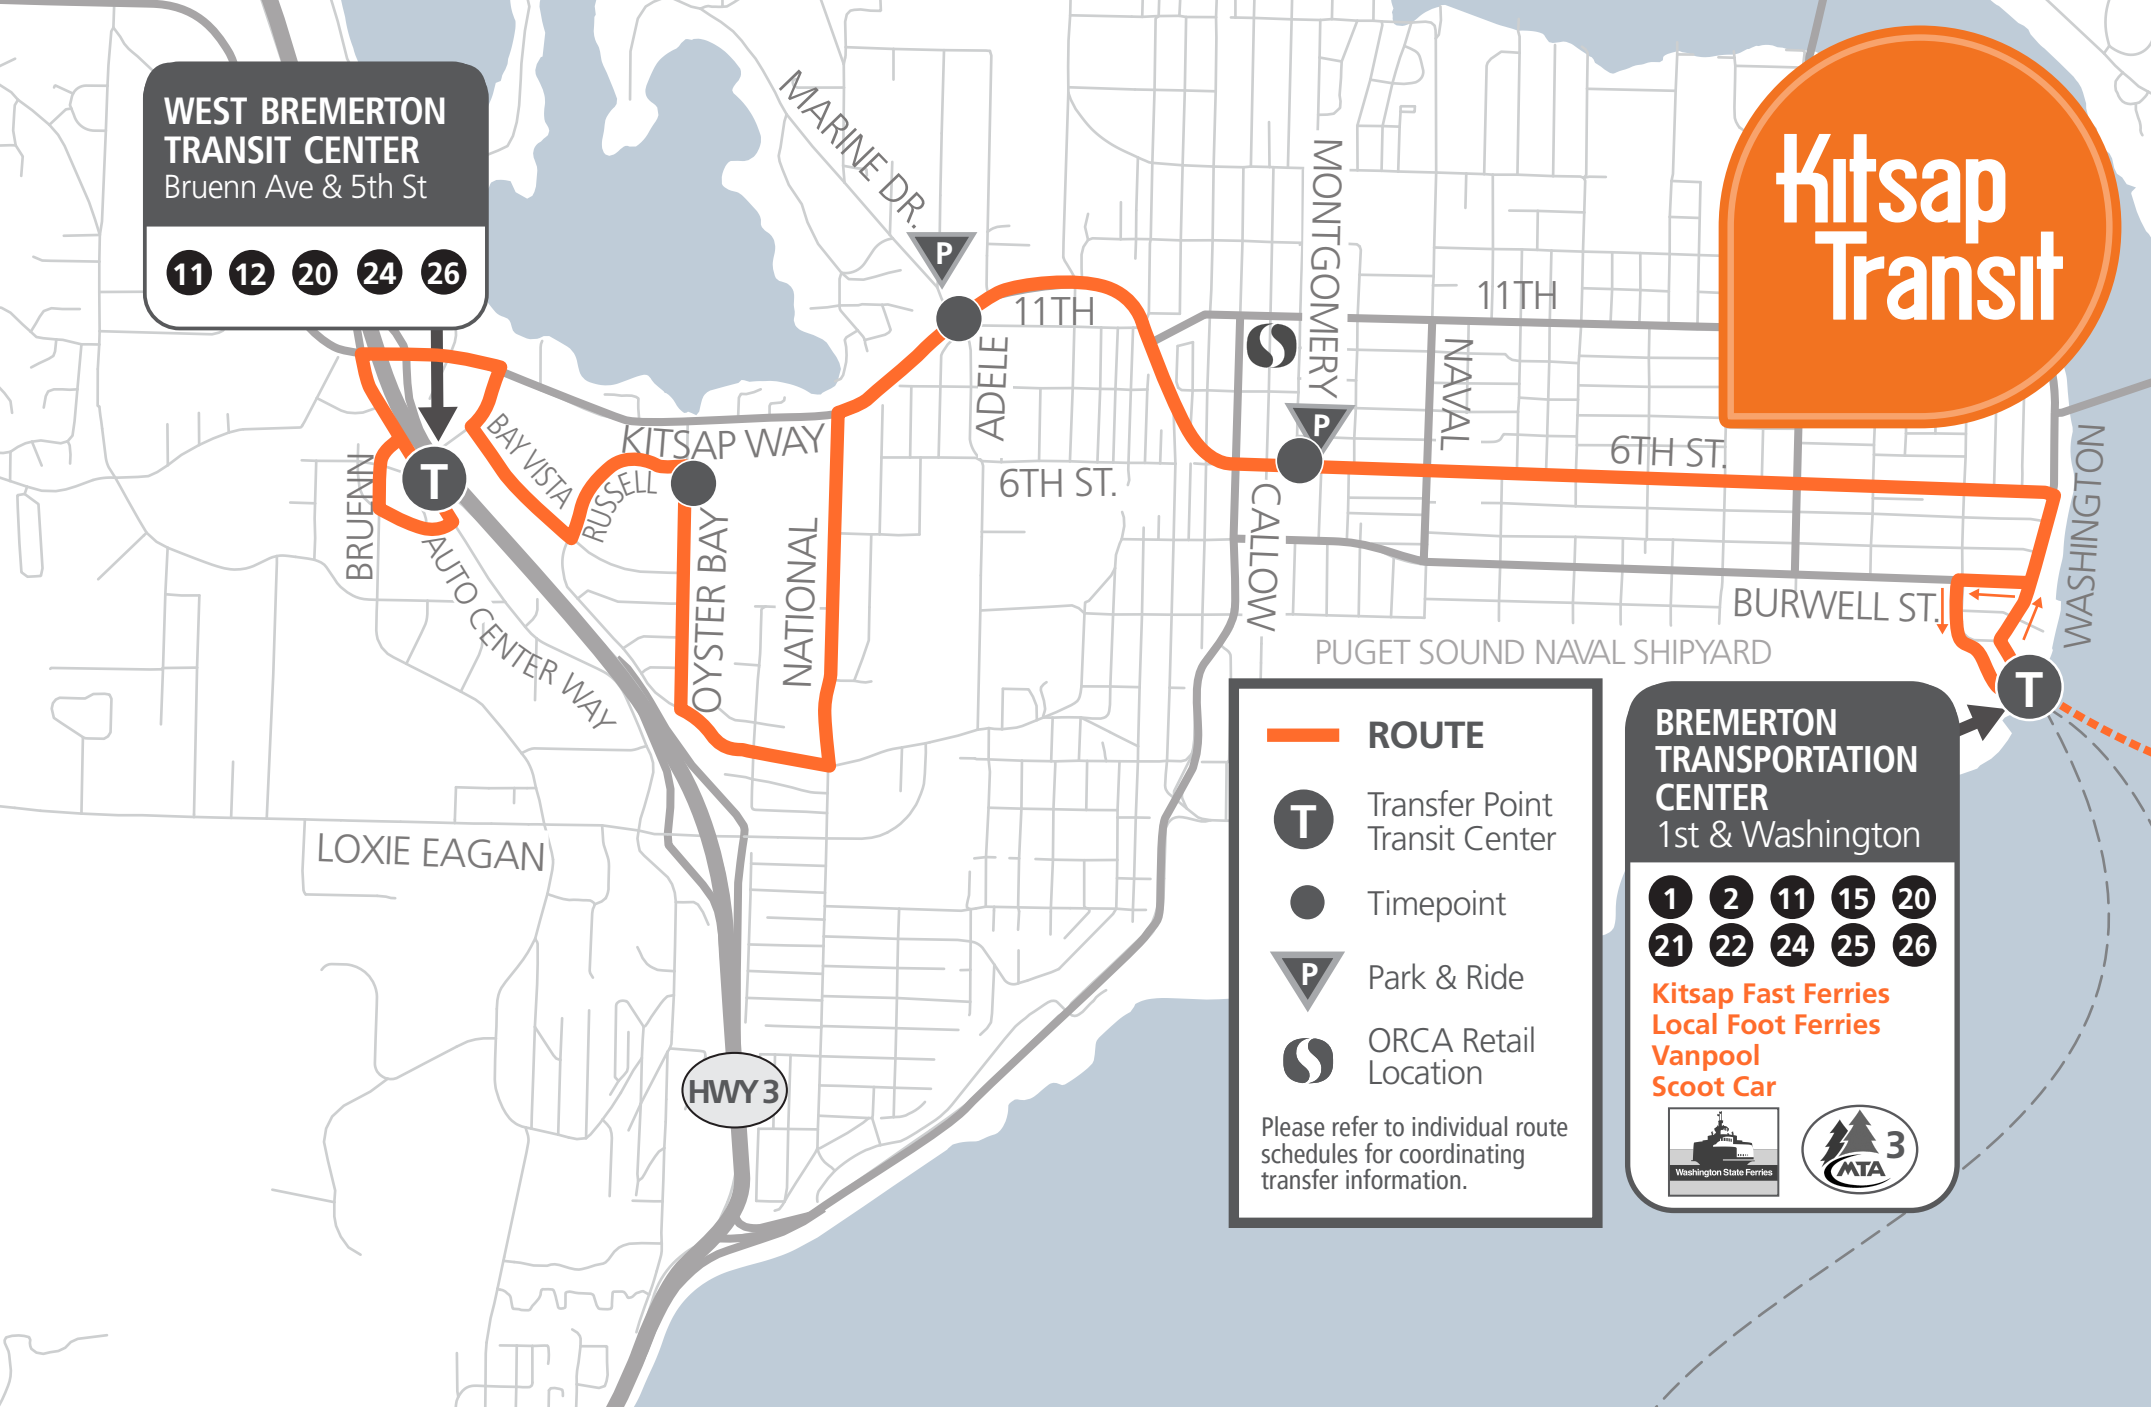 WEST BREMERTON
TRANSIT CENTER
Bruenn Ave & 5th St
11 12 20 24 26
MARINE DR.
P
MONTGOMERY
Kitsap
Transit
11TH
11TH
ADELE
NAVAL
P
KITSAP WAY
BAY VISTA
RUSSELL
6TH ST.
6TH ST.
T
BRUENN
AUTO CENTER WAY
OYSTER BAY
NATIONAL
CALLOW
WASHINGTON
BURWELL ST.
PUGET SOUND NAVAL SHIPYARD
T
LOXIE EAGAN
HWY 3
ROUTE
T
Transfer Point
Transit Center
Timepoint
P
Park & Ride
ORCA Retail
Location
Please refer to individual route
schedules for coordinating
transfer information.
BREMERTON
TRANSPORTATION
CENTER
1st & Washington
1 2 11 15 20
21 22 24 25 26
Kitsap Fast Ferries
Local Foot Ferries
Vanpool
Scoot Car
Washington State Ferries
MTA 3